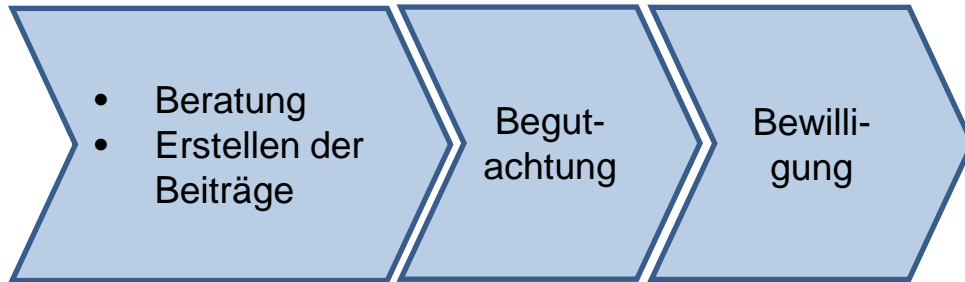 • Beratung
• Erstellen der
Beiträge
Begut-
achtung
Bewilli-
gung